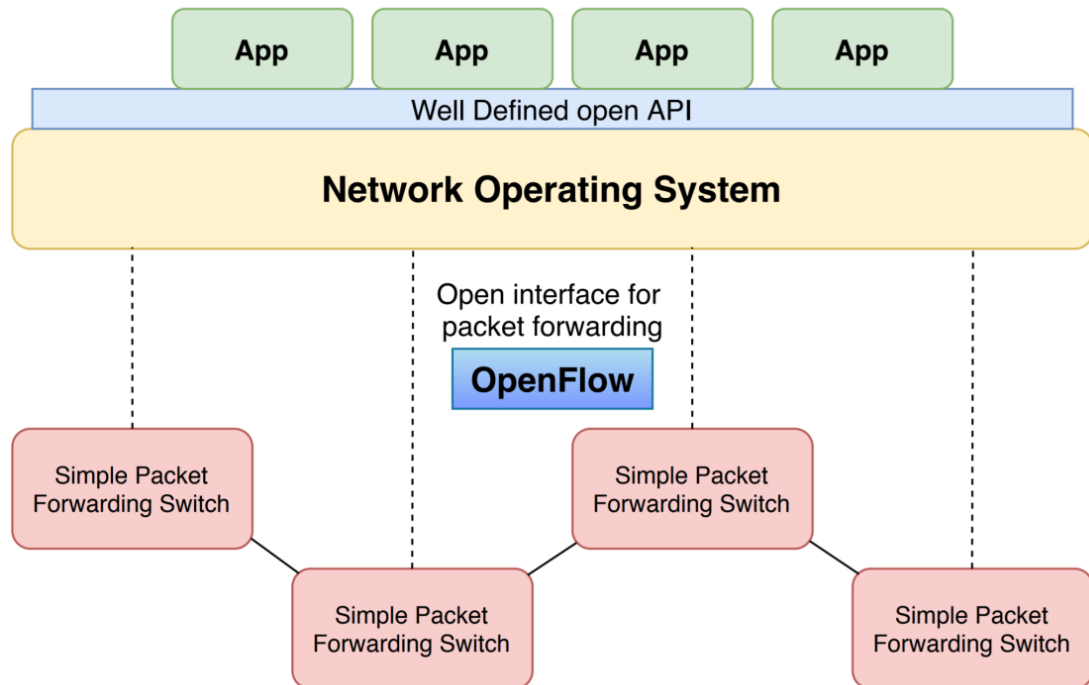 App
App
App
App
Well Defined open API
Network Operating System
Open interface for
packet forwarding
OpenFlow
Simple Packet
Forwarding Switch
Simple Packet
Forwarding Switch
Simple Packet
Forwarding Switch
Simple Packet
Forwarding Switch